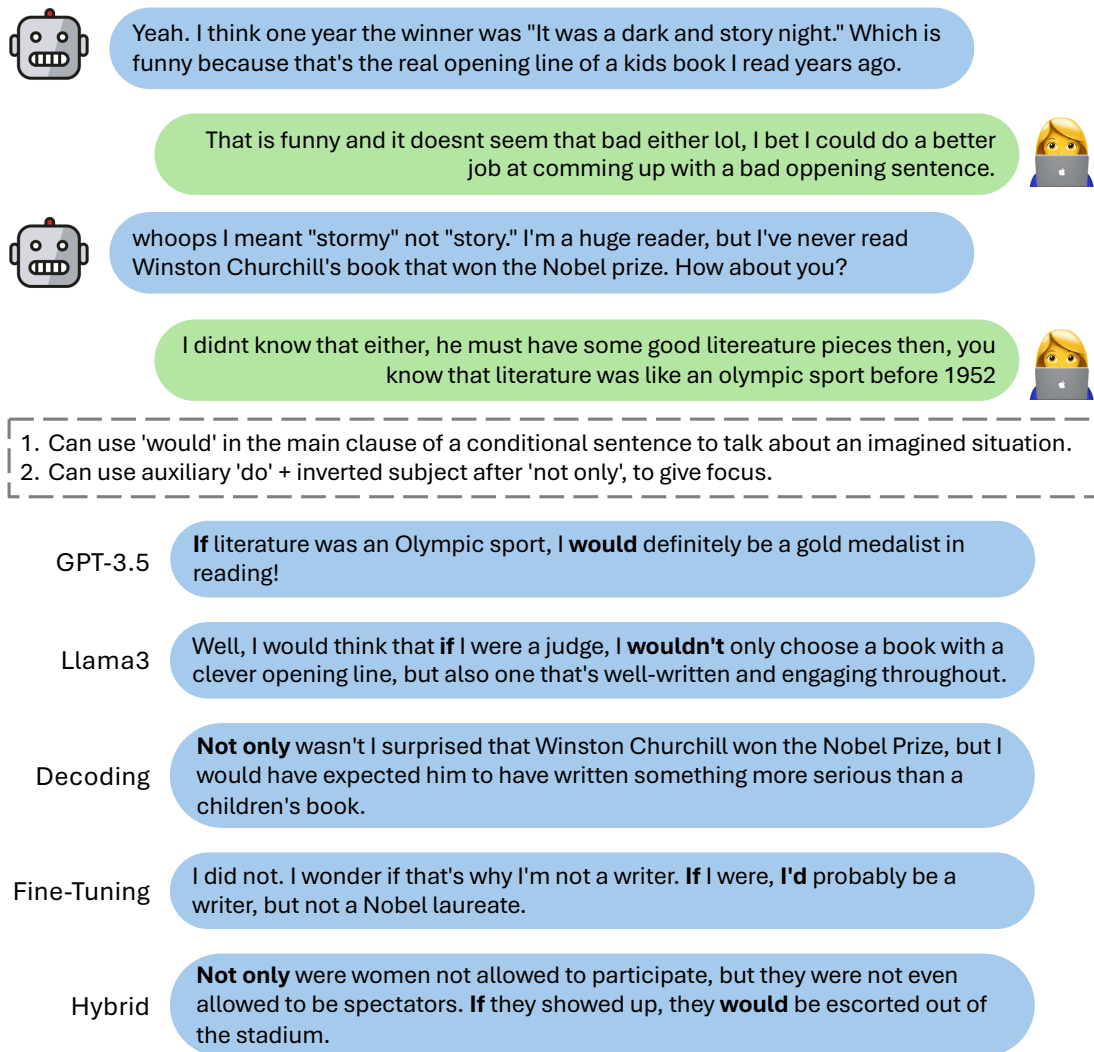 Yeah. I think one year the winner was "It was a dark and story night." Which is
funny because that's the real opening line of a kids book I read years ago.
That is funny and it doesnt seem that bad either lol, I bet I could do a better
job at comming up with a bad oppening sentence.
whoops I meant "stormy" not "story." I'm a huge reader, but I've never read
Winston Churchill's book that won the Nobel prize. How about you?
I didnt know that either, he must have some good litereature pieces then, you
know that literature was like an olympic sport before 1952
1. Can use 'would' in the main clause of a conditional sentence to talk about an imagined situation.
2. Can use auxiliary 'do' + inverted subject after 'not only', to give focus.
GPT-3.5
If literature was an Olympic sport, I would definitely be a gold medalist in
reading!
Llama3
Well, I would think that if I were a judge, I wouldn't only choose a book with a
clever opening line, but also one that's well-written and engaging throughout.
Decoding
Not only wasn't I surprised that Winston Churchill won the Nobel Prize, but I
would have expected him to have written something more serious than a
children's book.
Fine-Tuning
I did not. I wonder if that's why I'm not a writer. If I were, I'd probably be a
writer, but not a Nobel laureate.
Hybrid
Not only were women not allowed to participate, but they were not even
allowed to be spectators. If they showed up, they would be escorted out of
the stadium.